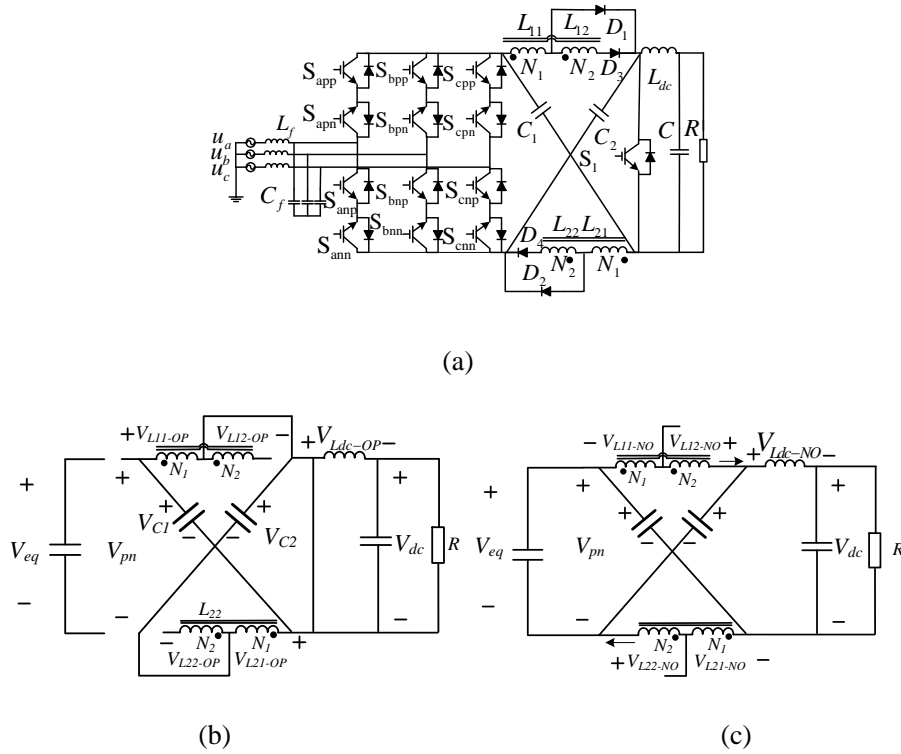 L11 L12 D1
N1 N2 D3
Sapp Sbpp Scpp
Ldc
Sapn Sbpn Scpn
C1 C2 C R
Lf
ua
ub
uc
S1
Cf Sanp Sbnp Scnp
L22 L21
Sann Sbnn Scnn
D4
N2 N1
D2
(a)
+ VL11-OP VL12-OP - + VLdc-OP -
N1 N2
+ + + + +
VC1 VC2
Veq Vpn - - Vdc R
- - -
L22
- N2 N1 +
VL22-OP VL21-OP
(b)
- VL11-NO VL12-NO + + VLdc-NO -
N1 N2
+ + + + +
Veq Vpn - - Vdc R
- - -
N2 N1
+ VL22-NO VL21-NO -
(c)